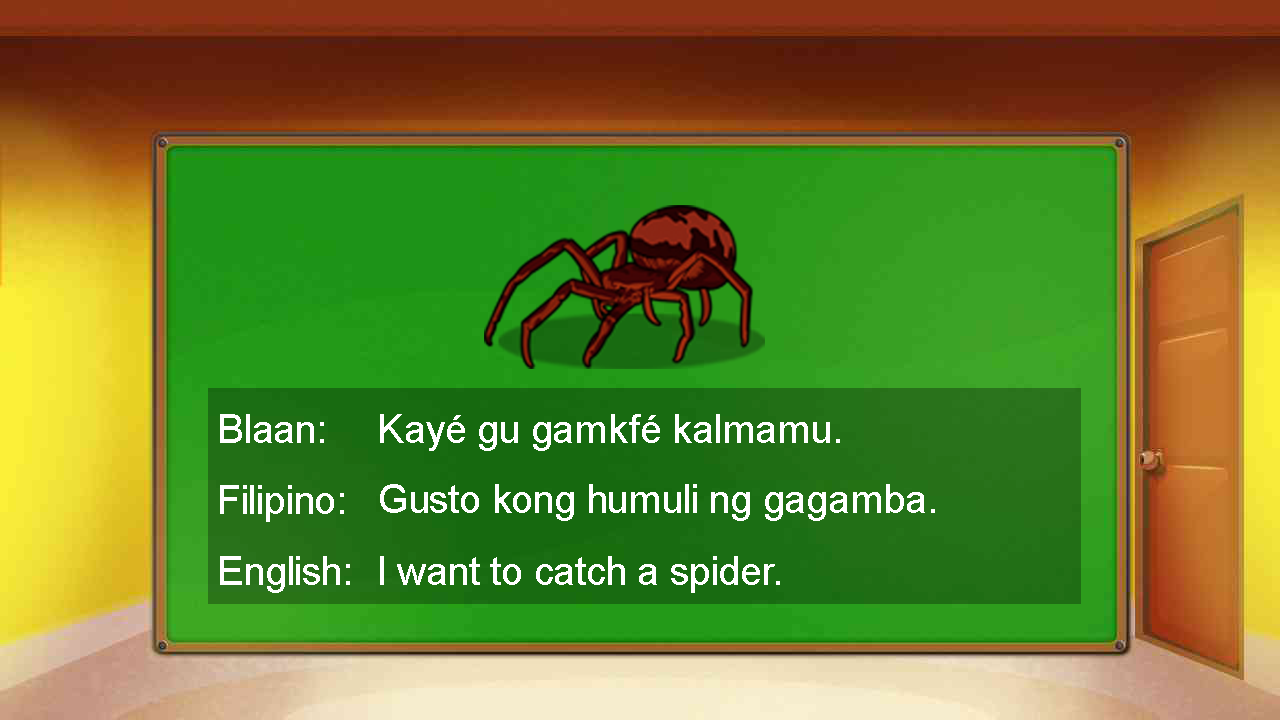 Blaan: Kayé gu gamkfé kalmamu.
Filipino: Gusto kong humuli ng gagamba.
English: I want to catch a spider.